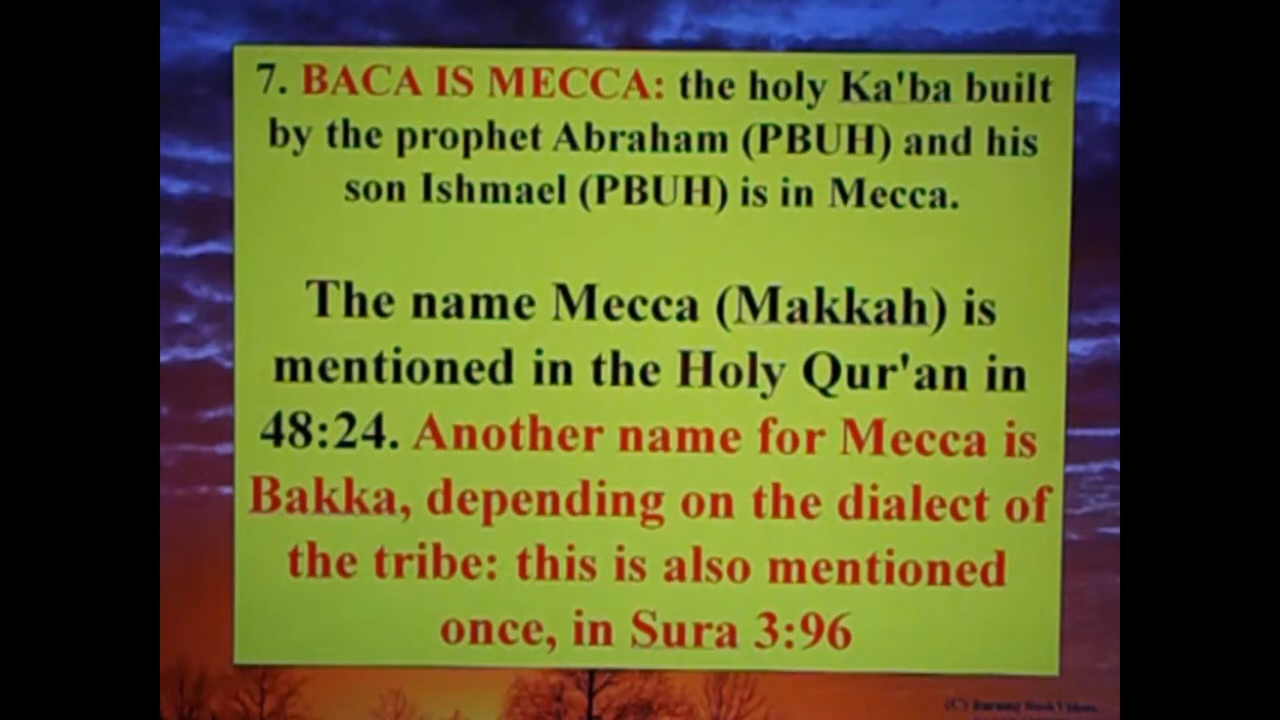 7. BACA IS MECCA: the holy Ka'ba built
by the prophet Abraham (PBUH) and his
son Ishmael (PBUH) is in Mecca.
The name Mecca (Makkah) is
mentioned in the Holy Qur'an in
48:24. Another name for Mecca is
Bakka, depending on the dialect of
the tribe: this is also mentioned
once, in Sura 3:96
(C)